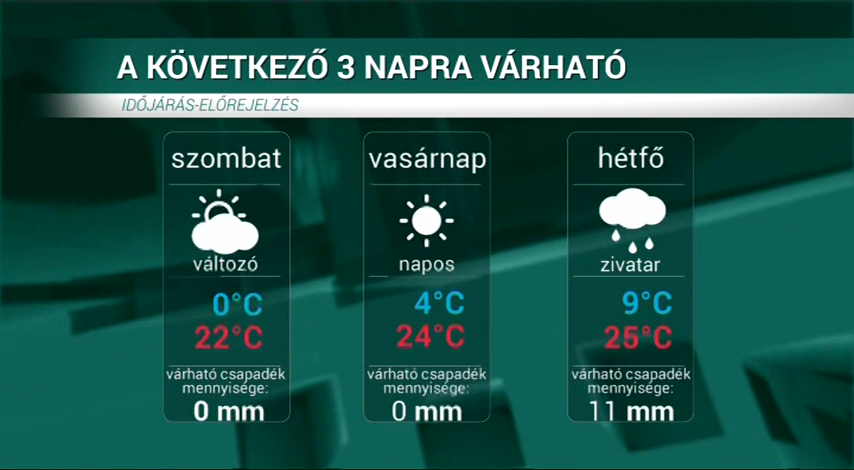 A KÖVETKEZŐ 3 NAPRA VÁRHATÓ
IDŐJÁRÁS-ELŐREJELZÉS
szombat
változó
0°C
22°C
várható csapadék
mennyisége:
0 mm
vasárnap
napos
4°C
24°C
várható csapadék
mennyisége:
0 mm
hétfő
zivatar
9°C
25°C
várható csapadék
mennyisége:
11 mm